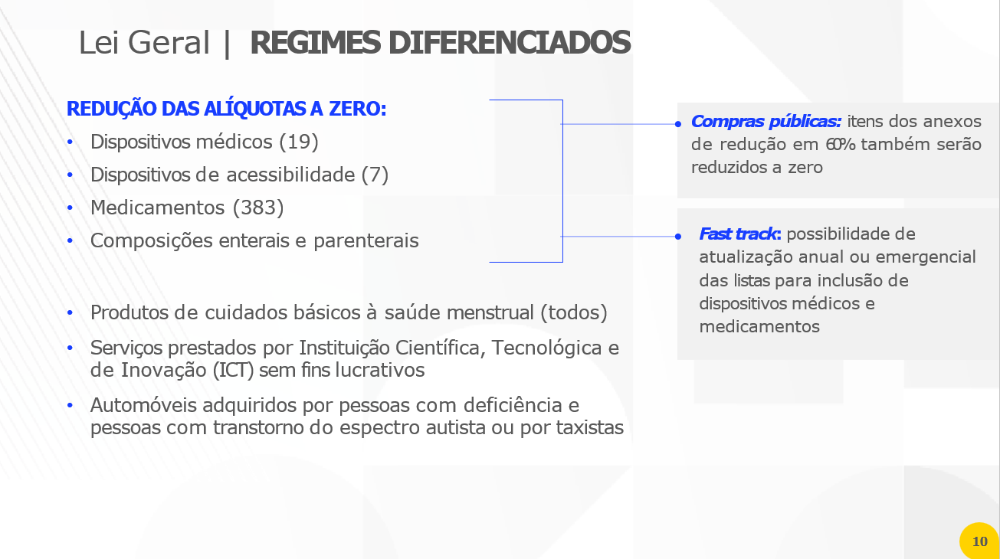 Lei Geral | REGIMES DIFERENCIADOS
REDUÇÃO DAS ALÍQUOTAS A ZERO:
• Dispositivos médicos (19)
• Dispositivos de acessibilidade (7)
• Medicamentos (383)
• Composições enterais e parenterais
• Produtos de cuidados básicos à saúde menstrual (todos)
• Serviços prestados por Instituição Científica, Tecnológica e
de Inovação (ICT) sem fins lucrativos
• Automóveis adquiridos por pessoas com deficiência e
pessoas com transtorno do espectro autista ou por taxistas
Compras públicas: itens dos anexos
de redução em 60% também serão
reduzidos a zero
Fast track: possibilidade de
atualização anual ou emergencial
das listas para inclusão de
dispositivos médicos e
medicamentos
10